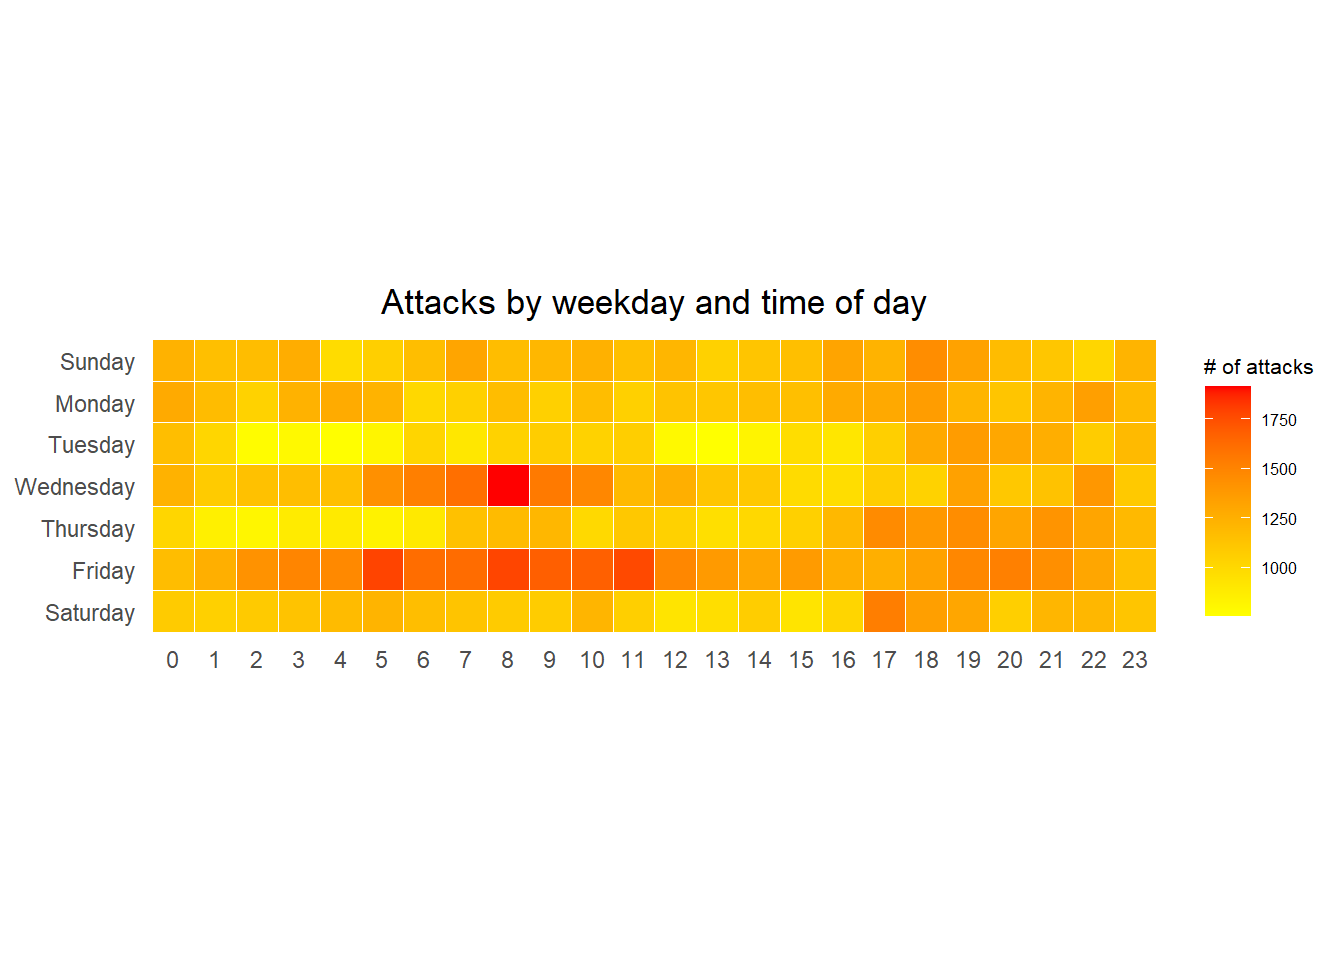 Attacks by weekday and time of day
Sunday
Monday
Tuesday
Wednesday
Thursday
Friday
Saturday
0 1 2 3 4 5 6 7 8 9 10 11 12 13 14 15 16 17 18 19 20 21 22 23
# of attacks
1750
1500
1250
1000